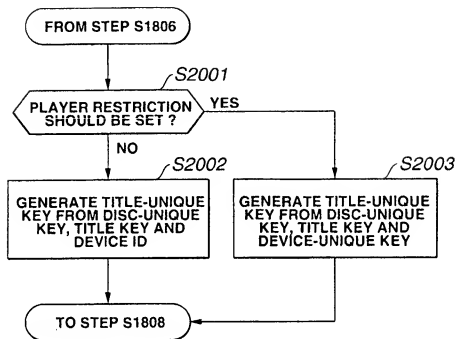 FROM STEP S1806
S2001
PLAYER RESTRICTION
SHOULD BE SET ?
YES
NO
S2002
GENERATE TITLE-UNIQUE
KEY FROM DISC-UNIQUE
KEY, TITLE KEY AND
DEVICE ID
S2003
GENERATE TITLE-UNIQUE
KEY FROM DISC-UNIQUE
KEY, TITLE KEY AND
DEVICE-UNIQUE KEY
TO STEP S1808